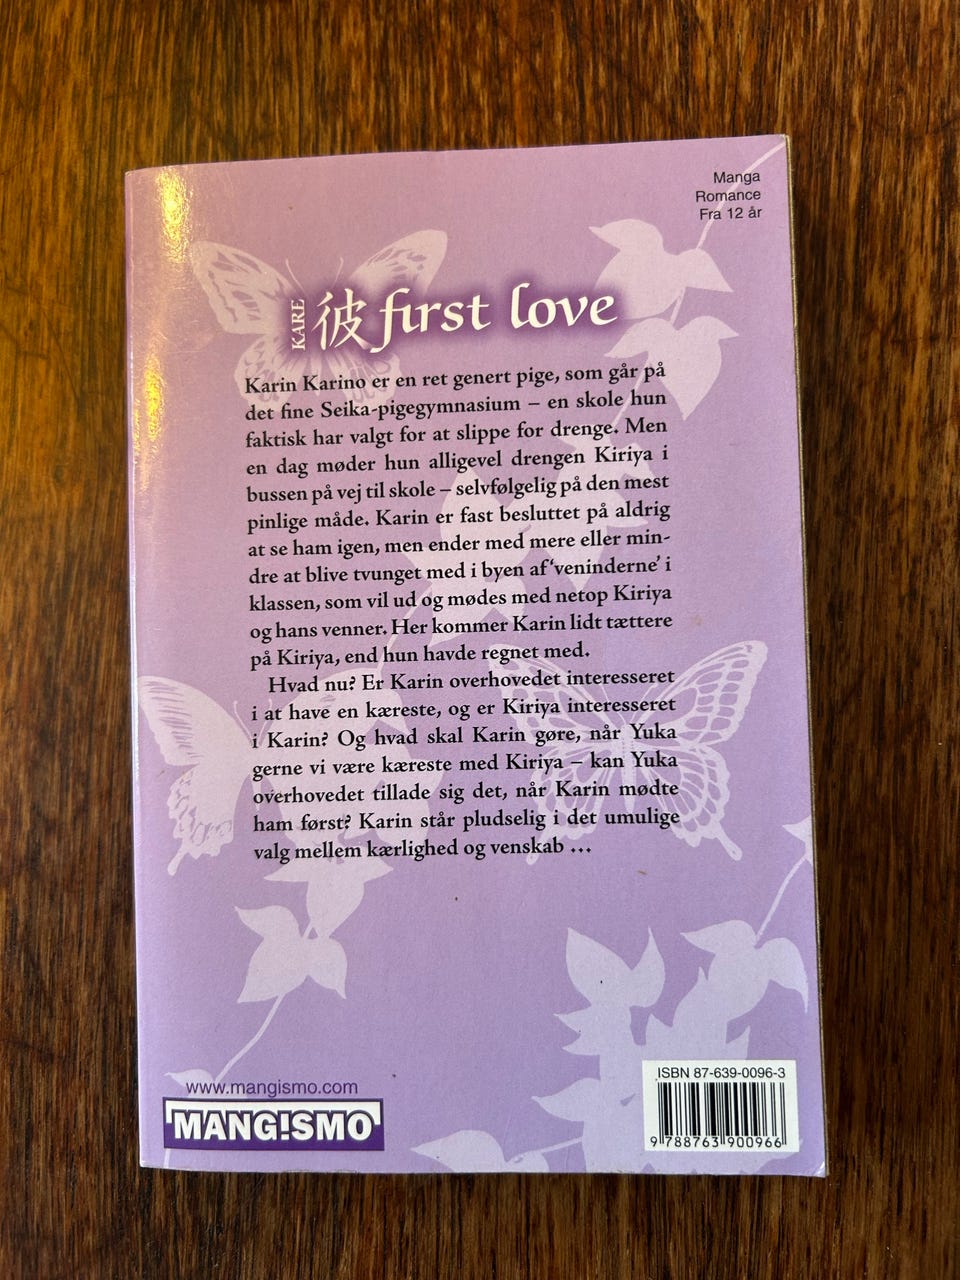 Manga
Romance
Fra 12 år
KARE 彼 first love
Karin Karino er en ret genert pige, som går på
det fine Seika-pigegymnasium – en skole hun
faktisk har valgt for at slippe for drenge. Men
en dag møder hun alligevel drengen Kiriya i
bussen på vej til skole – selvfølgelig på den mest
pinlige måde. Karin er fast besluttet på aldrig
at se ham igen, men ender med mere eller min-
dre at blive tvunget med i byen af ‘veninderne’ i
klassen, som vil ud og mødes med netop Kiriya
og hans venner. Her kommer Karin lidt tættere
på Kiriya, end hun havde regnet med.
Hvad nu? Er Karin overhovedet interesseret
i at have en kæreste, og er Kiriya interesseret
i Karin? Og hvad skal Karin gøre, når Yuka
gerne vi være kæreste med Kiriya – kan Yuka
overhovedet tillade sig det, når Karin mødte
ham først? Karin står pludselig i det umulige
valg mellem kærlighed og venskab ...
www.mangismo.com
MANG!SMO
ISBN 87-639-0096-3
9 788763 900966